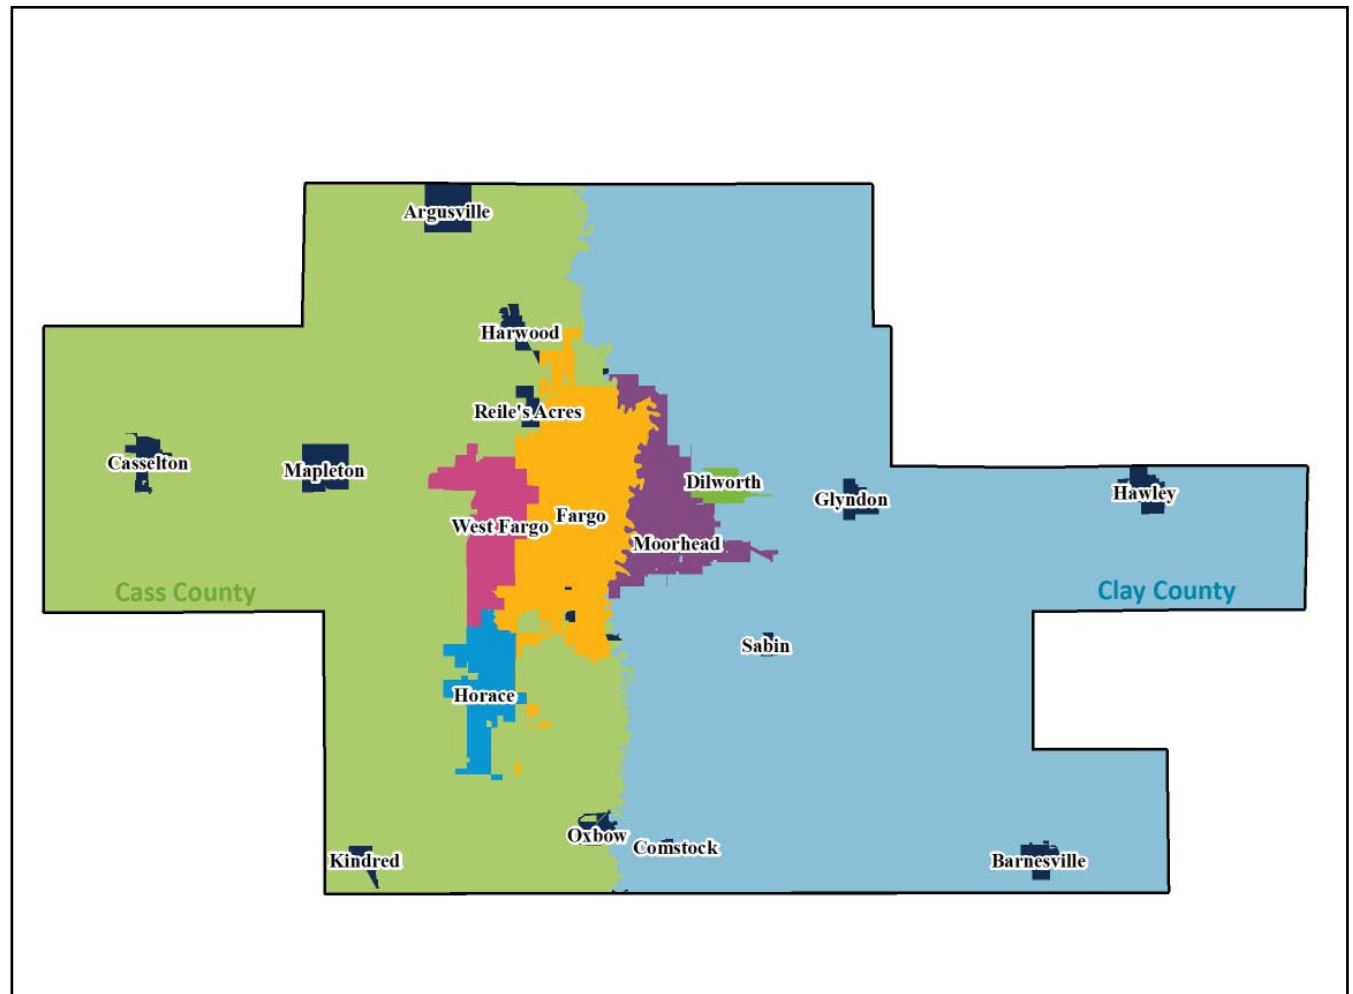 Argusville
Harwood
Reile's Acres
Casselton
Mapleton
Dilworth
Glyndon
Hawley
West Fargo
Fargo
Moorhead
Cass County
Clay County
Sabin
Horace
Oxbow
Comstock
Kindred
Barnesville